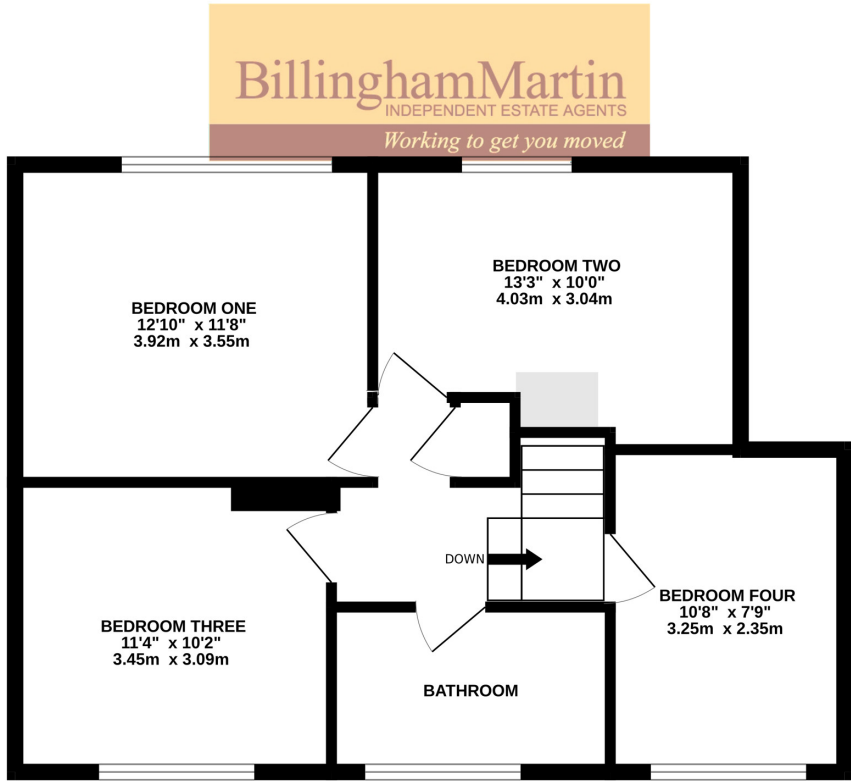 BillinghamMartin
INDEPENDENT ESTATE AGENTS
Working to get you moved
BEDROOM ONE
12'10" x 11'8"
3.92m x 3.55m
BEDROOM TWO
13'3" x 10'0"
4.03m x 3.04m
DOWN
BEDROOM THREE
11'4" x 10'2"
3.45m x 3.09m
BATHROOM
BEDROOM FOUR
10'8" x 7'9"
3.25m x 2.35m